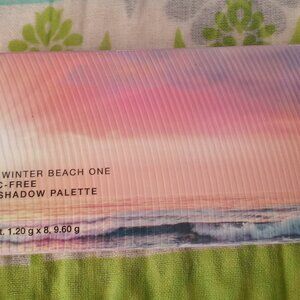 WINTER BEACH ONE
C-FREE
SHADOW PALETTE
t. 1.20 g x 8, 9.60 g